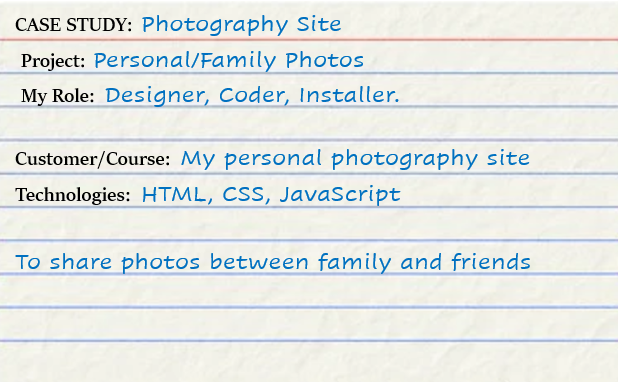 CASE STUDY: Photography Site
Project: Personal/Family Photos
My Role: Designer, Coder, Installer.
Customer/Course: My personal photography site
Technologies: HTML, CSS, JavaScript
To share photos between family and friends